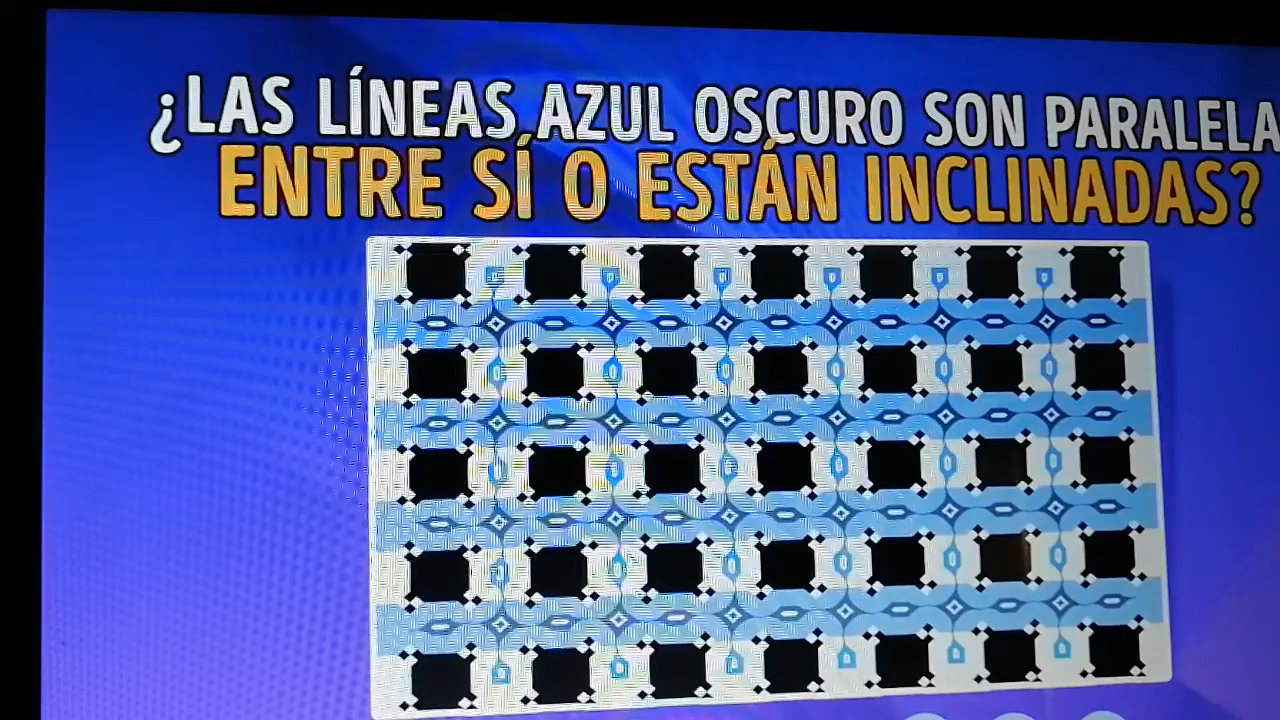 ¿LAS LÍNEAS AZUL OSCURO SON PARALELA
ENTRE SÍ O ESTÁN INCLINADAS?